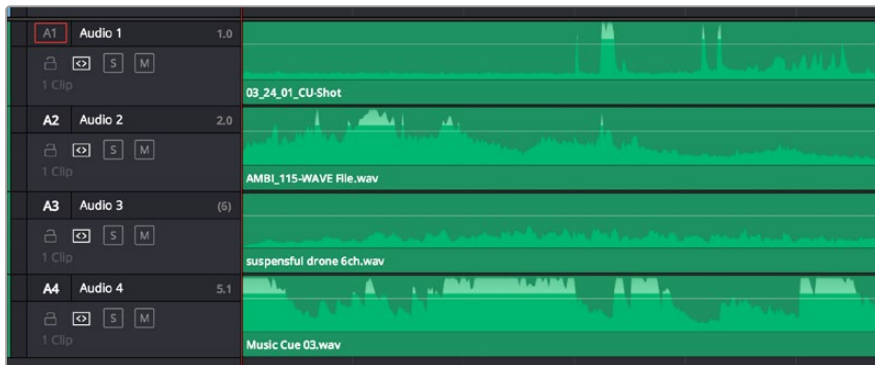 A1 Audio 1 1.0
S M
1 Clip
03_24_01_CU-Shot
A2 Audio 2 2.0
S M
1 Clip
AMBI_115-WAVE File.wav
A3 Audio 3 (6)
S M
1 Clip
suspensful drone 6ch.wav
A4 Audio 4 5.1
S M
1 Clip
Music Cue 03.wav